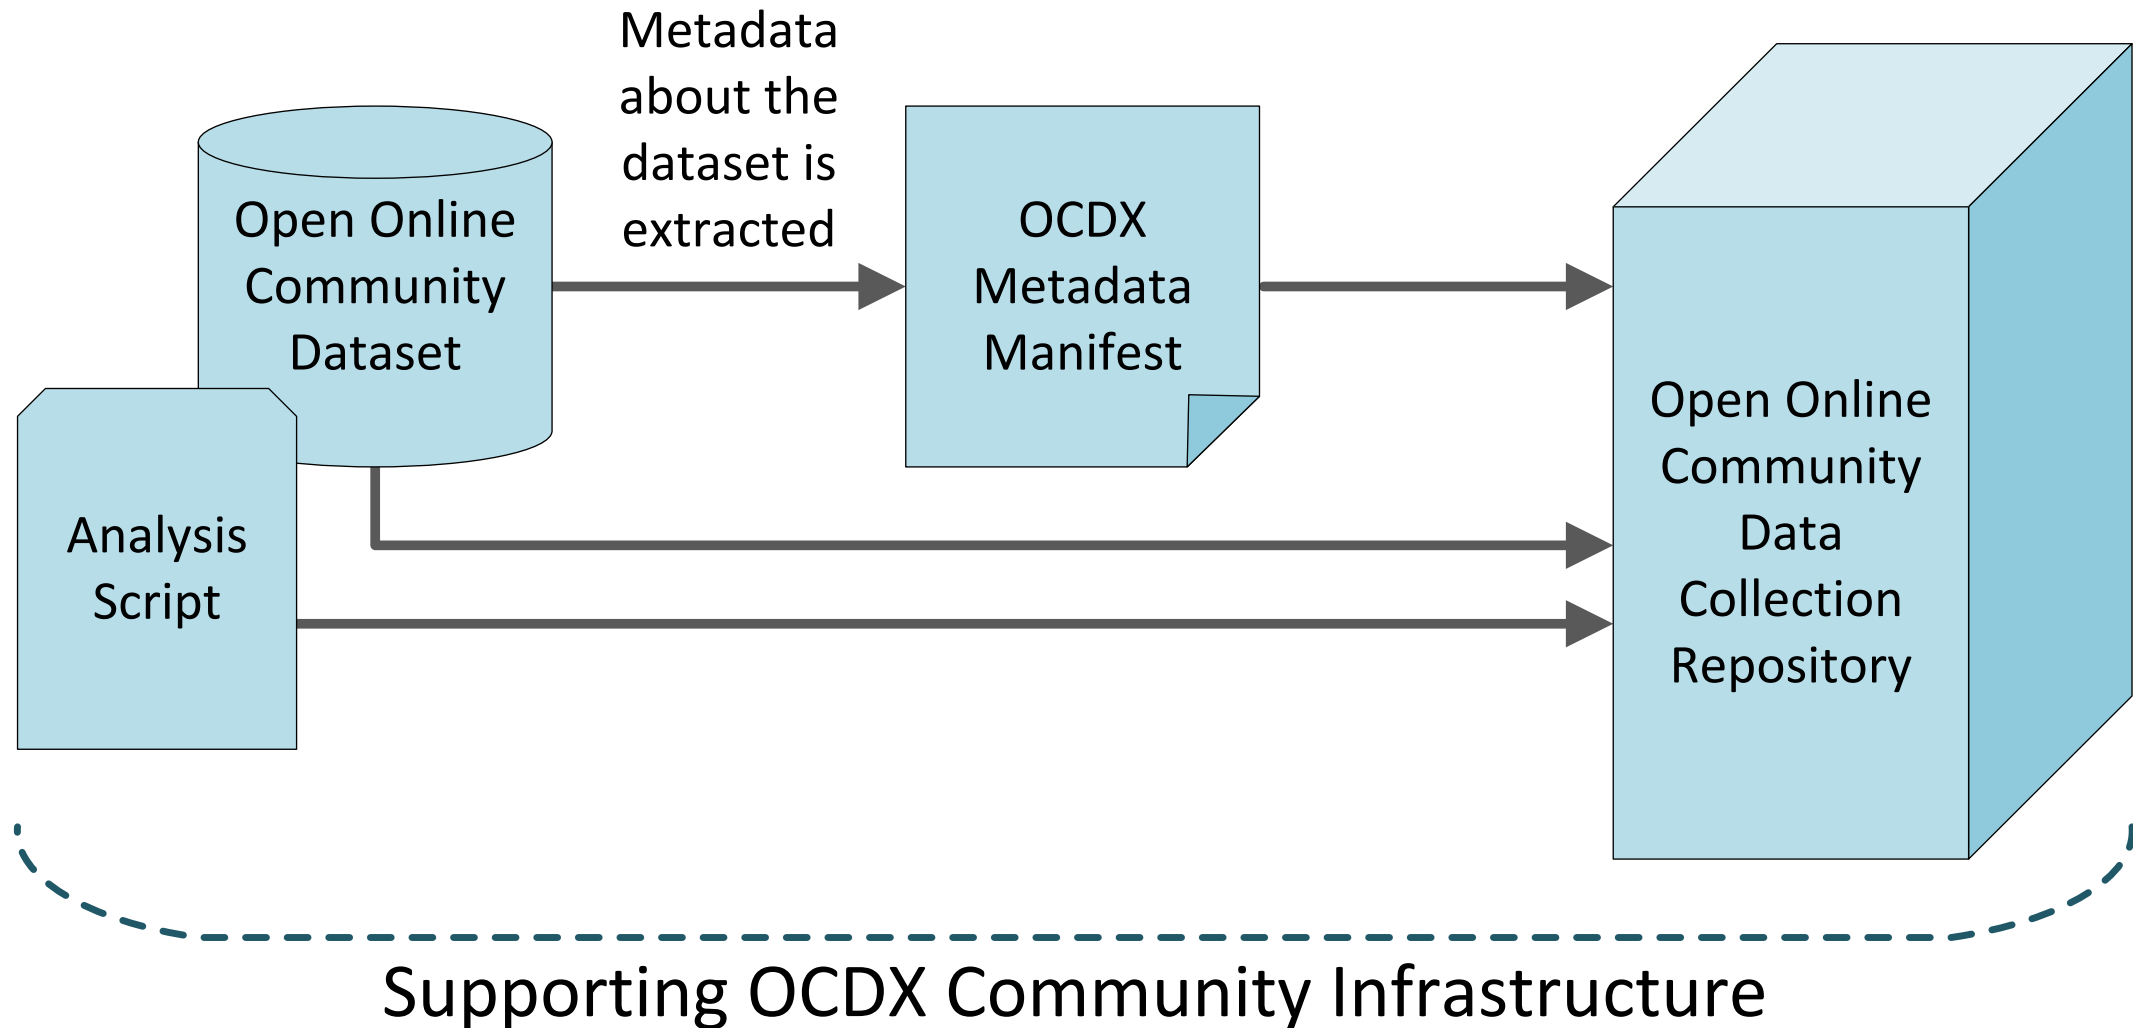 Metadata
about the
dataset is
extracted
Open Online
Community
Dataset
OCDX
Metadata
Manifest
Analysis
Script
Open Online
Community
Data
Collection
Repository
Supporting OCDX Community Infrastructure